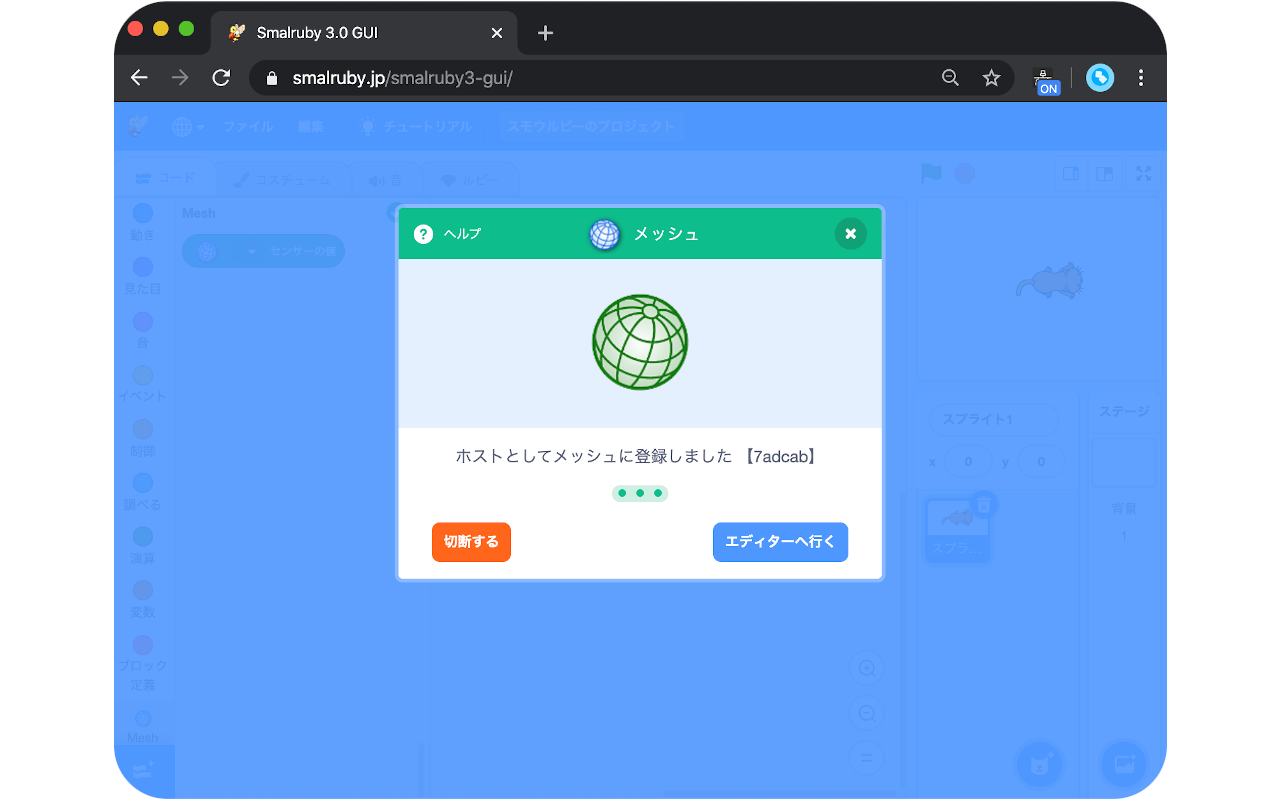 Smalruby 3.0 GUI
smalruby.jp/smalruby3-gui/
ON
ファイル 編集 チュートリアル スモウルビーのプロジェクト
コード コスチューム 音 ルビー
Mesh
センサーの値
動き
見た目
音
イベント
制御
調べる
演算
変数
ブロック
定義
Mesh
? ヘルプ メッシュ
ホストとしてメッシュに登録しました 【7adcab】
切断する エディターへ行く
スプライト1
x 0 y 0
スプラ...
ステージ
背景
1